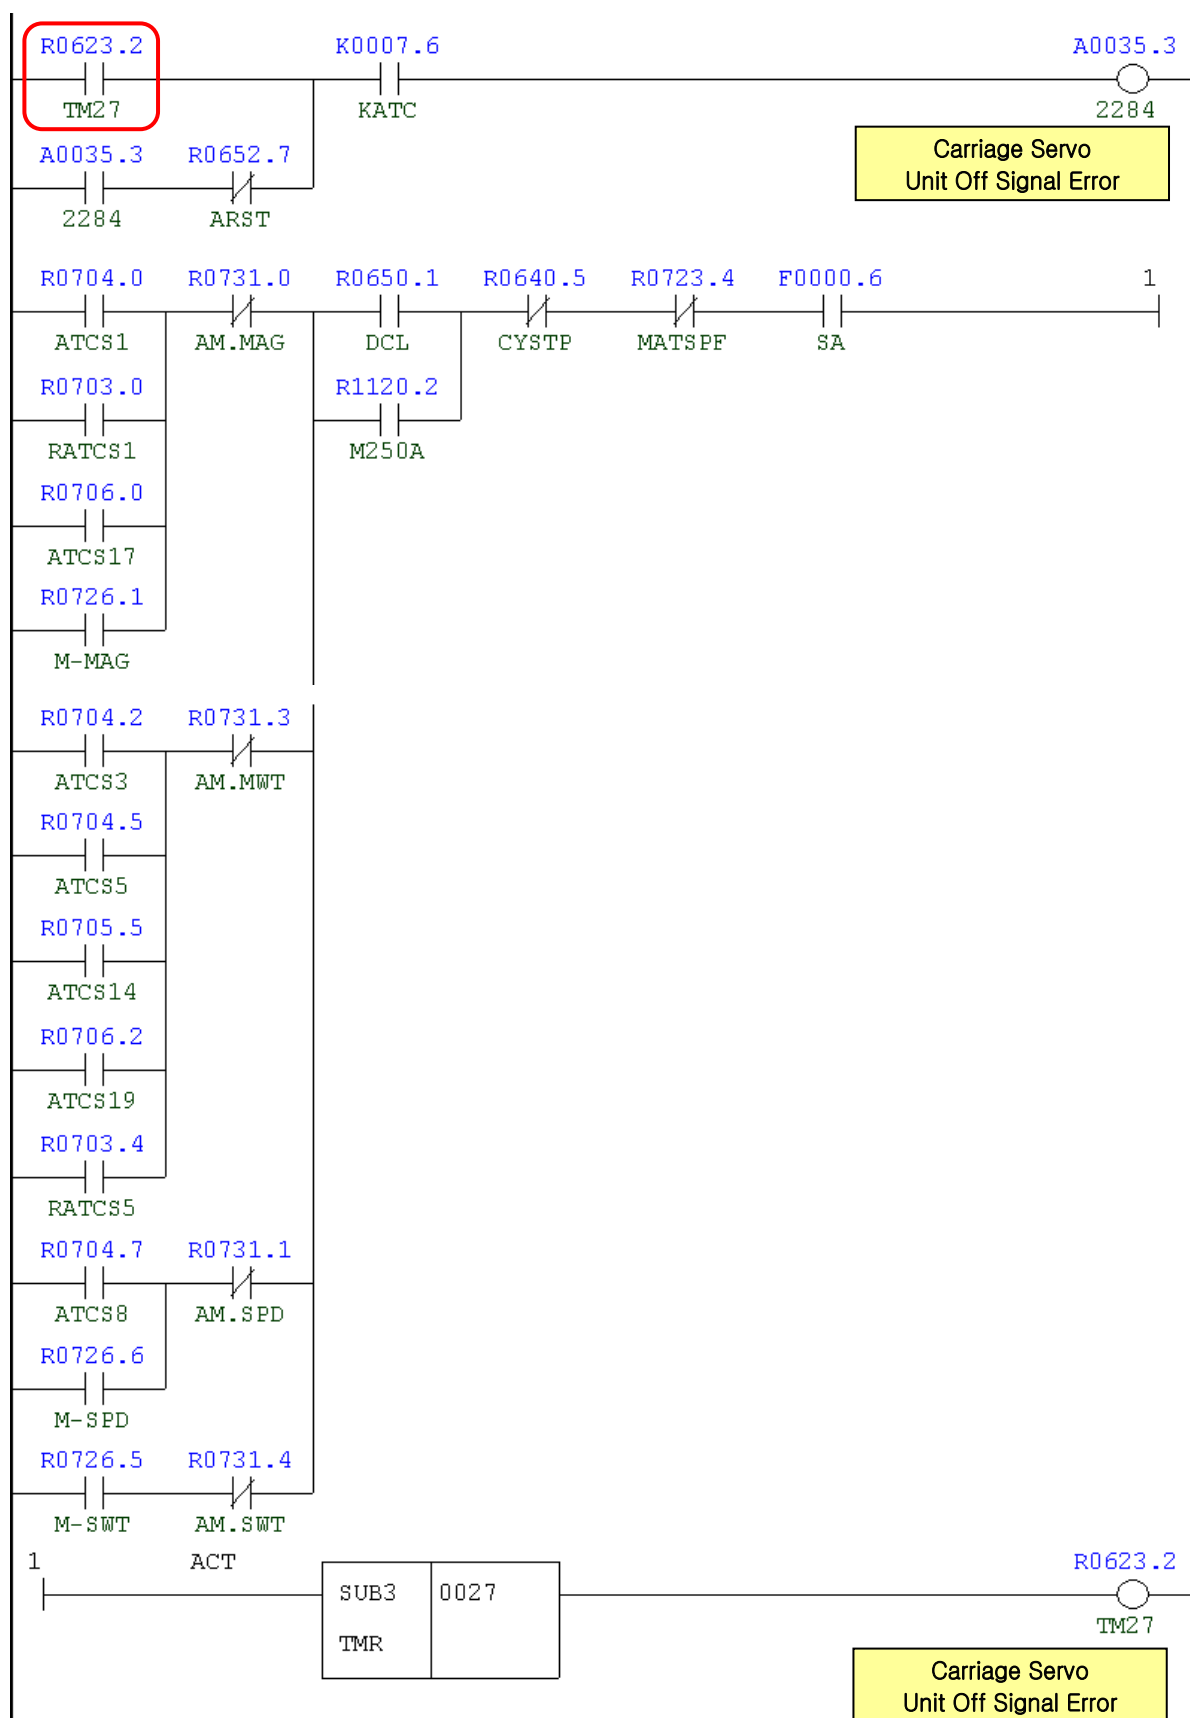 R0623.2 K0007.6 A0035.3
TM27 KATC 2284
Carriage Servo
Unit Off Signal Error
A0035.3 R0652.7
2284 ARST
R0704.0 R0731.0 R0650.1 R0640.5 R0723.4 F0000.6 1
ATCS1 AM.MAG DCL CYSTP MATSPF SA
R0703.0 R1120.2
RATCS1 M250A
R0706.0
ATCS17
R0726.1
M-MAG
R0704.2 R0731.3
ATCS3 AM.MWT
R0704.5
ATCS5
R0705.5
ATCS14
R0706.2
ATCS19
R0703.4
RATCS5
R0704.7 R0731.1
ATCS8 AM.SPD
R0726.6
M-SPD
R0726.5 R0731.4
M-SWT AM.SWT
1 ACT R0623.2
SUB3 0027
TM27
TMR
Carriage Servo
Unit Off Signal Error